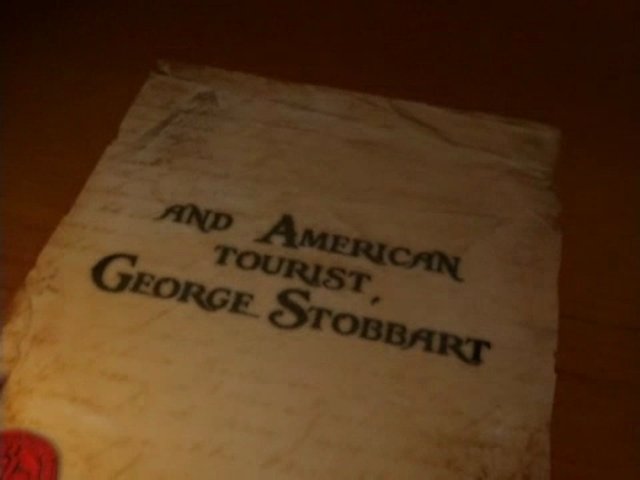 AND AMERICAN
TOURIST,
GEORGE STOBBART